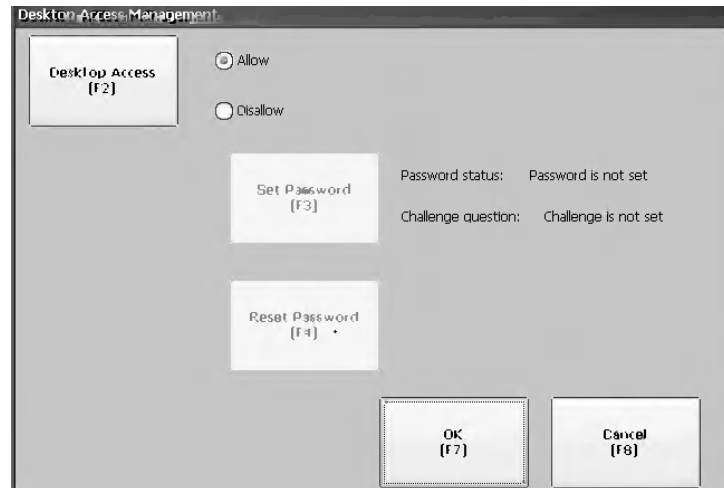 Desktop Access Management
Desktop Access
[F2]
Allow
Disallow
Set Password
[F3]
Password status: Password is not set
Challenge question: Challenge is not set
Reset Password
[F4]
OK
[F7]
Cancel
[F8]